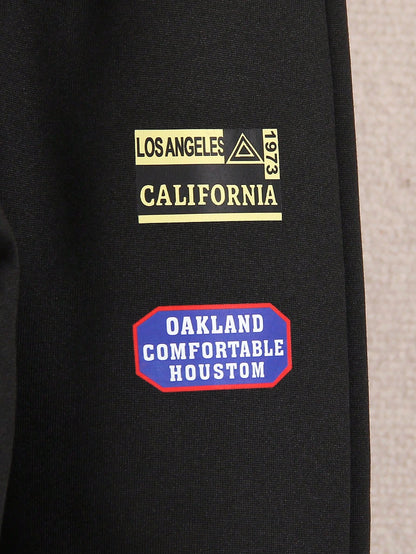 LOS ANGELES
1973
CALIFORNIA
OAKLAND
COMFORTABLE
HOUSTOM